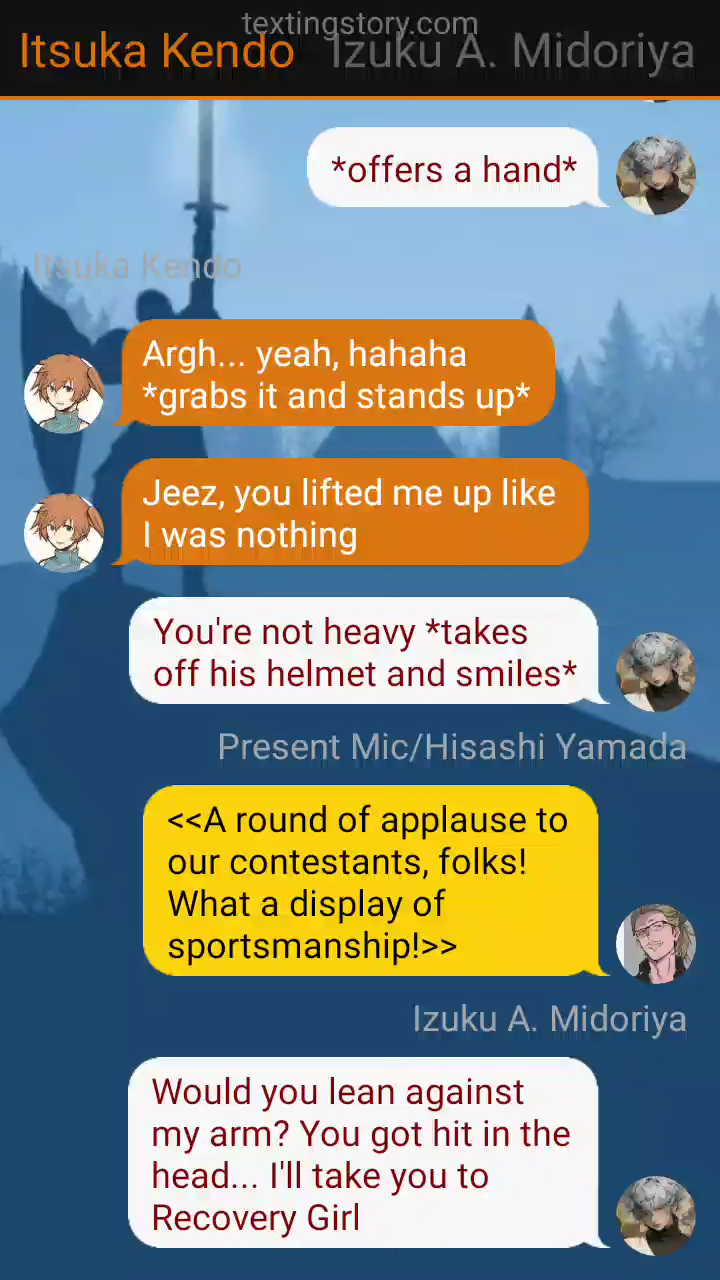 textingstory.com
Itsuka Kendo Izuku A. Midoriya
*offers a hand*
Itsuka Kendo
Argh... yeah, hahaha
*grabs it and stands up*
Jeez, you lifted me up like
I was nothing
You're not heavy *takes
off his helmet and smiles*
Present Mic/Hisashi Yamada
<<A round of applause to
our contestants, folks!
What a display of
sportsmanship!>>
Izuku A. Midoriya
Would you lean against
my arm? You got hit in the
head... I'll take you to
Recovery Girl